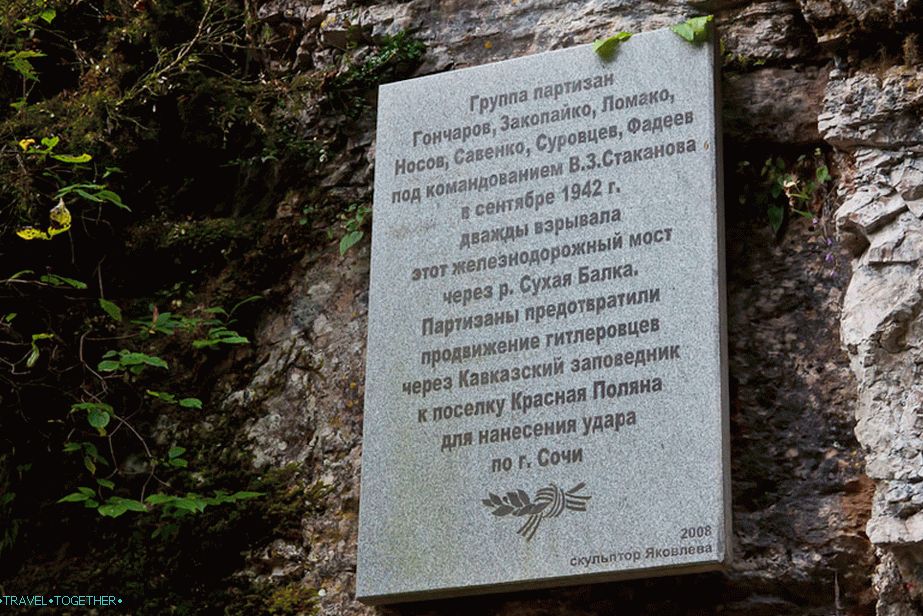 Группа партизан
Гончаров, Заколайко, Ломако,
Носов, Савенко, Суровцев, Фадеев
под командованием В.З.Стаканова
в сентябре 1942 г.
дважды взрывала
этот железнодорожный мост
через р. Сухая Балка.
Партизаны предотвратили
продвижение гитлеровцев
через Кавказский заповедник
к поселку Красная Поляна
для нанесения удара
по г. Сочи
2008
скульптор Яковлева
TRAVEL•TOGETHER